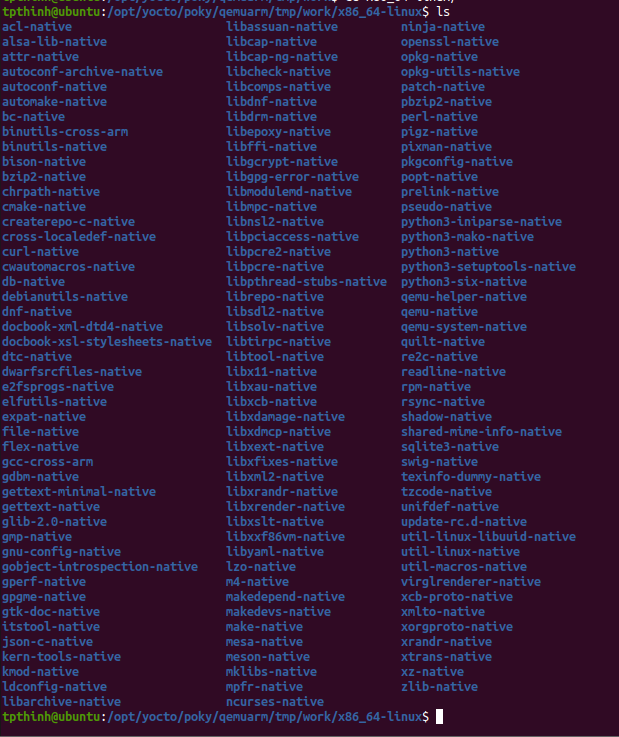 tpthinh@ubuntu:/opt/yocto/poky/qemuarm/tmp/work/x86_64-linux$ ls
acl-native libassuan-native ninja-native
alsa-lib-native libcap-native openssl-native
attr-native libcap-ng-native opkg-native
autoconf-archive-native libcheck-native opkg-utils-native
autoconf-native libcomps-native patch-native
automake-native libdnf-native pbzip2-native
bc-native libdrm-native perl-native
binutils-cross-arm libepoxy-native pigz-native
binutils-native libffi-native pixman-native
bison-native libgcrypt-native pkgconfig-native
bzip2-native libgpg-error-native popt-native
chrpath-native libmodulemd-native prelink-native
cmake-native libmpc-native pseudo-native
createrepo-c-native libnsl2-native python3-iniparse-native
cross-localedef-native libpciaccess-native python3-mako-native
curl-native libpcre2-native python3-native
cwautomacros-native libpcre-native python3-setuptools-native
db-native libpthread-stubs-native python3-six-native
debianutils-native librepo-native qemu-helper-native
dnf-native libsdl2-native qemu-native
docbook-xml-dtd4-native libsolv-native qemu-system-native
docbook-xsl-stylesheets-native libtirpc-native quilt-native
dtc-native libtool-native re2c-native
dwarfsrcfiles-native libx11-native readline-native
e2fsprogs-native libxau-native rpm-native
elfutils-native libxcb-native rsync-native
expat-native libxdamage-native shadow-native
file-native libxdmcp-native shared-mime-info-native
flex-native libxext-native sqlite3-native
gcc-cross-arm libxfixes-native swig-native
gdbm-native libxml2-native texinfo-dummy-native
gettext-minimal-native libxrandr-native tzcode-native
gettext-native libxrender-native unifdef-native
glib-2.0-native libxslt-native update-rc.d-native
gmp-native libxxf86vm-native util-linux-libuuid-native
gnu-config-native libyaml-native util-linux-native
gobject-introspection-native lzo-native util-macros-native
gperf-native m4-native virglrenderer-native
gpgme-native makedepend-native xcb-proto-native
gtk-doc-native makedevs-native xmlto-native
itstool-native make-native xorgproto-native
json-c-native mesa-native xrandr-native
kern-tools-native meson-native xtrans-native
kmod-native mklibs-native xz-native
ldconfig-native mpfr-native zlib-native
libarchive-native ncurses-native
tpthinh@ubuntu:/opt/yocto/poky/qemuarm/tmp/work/x86_64-linux$